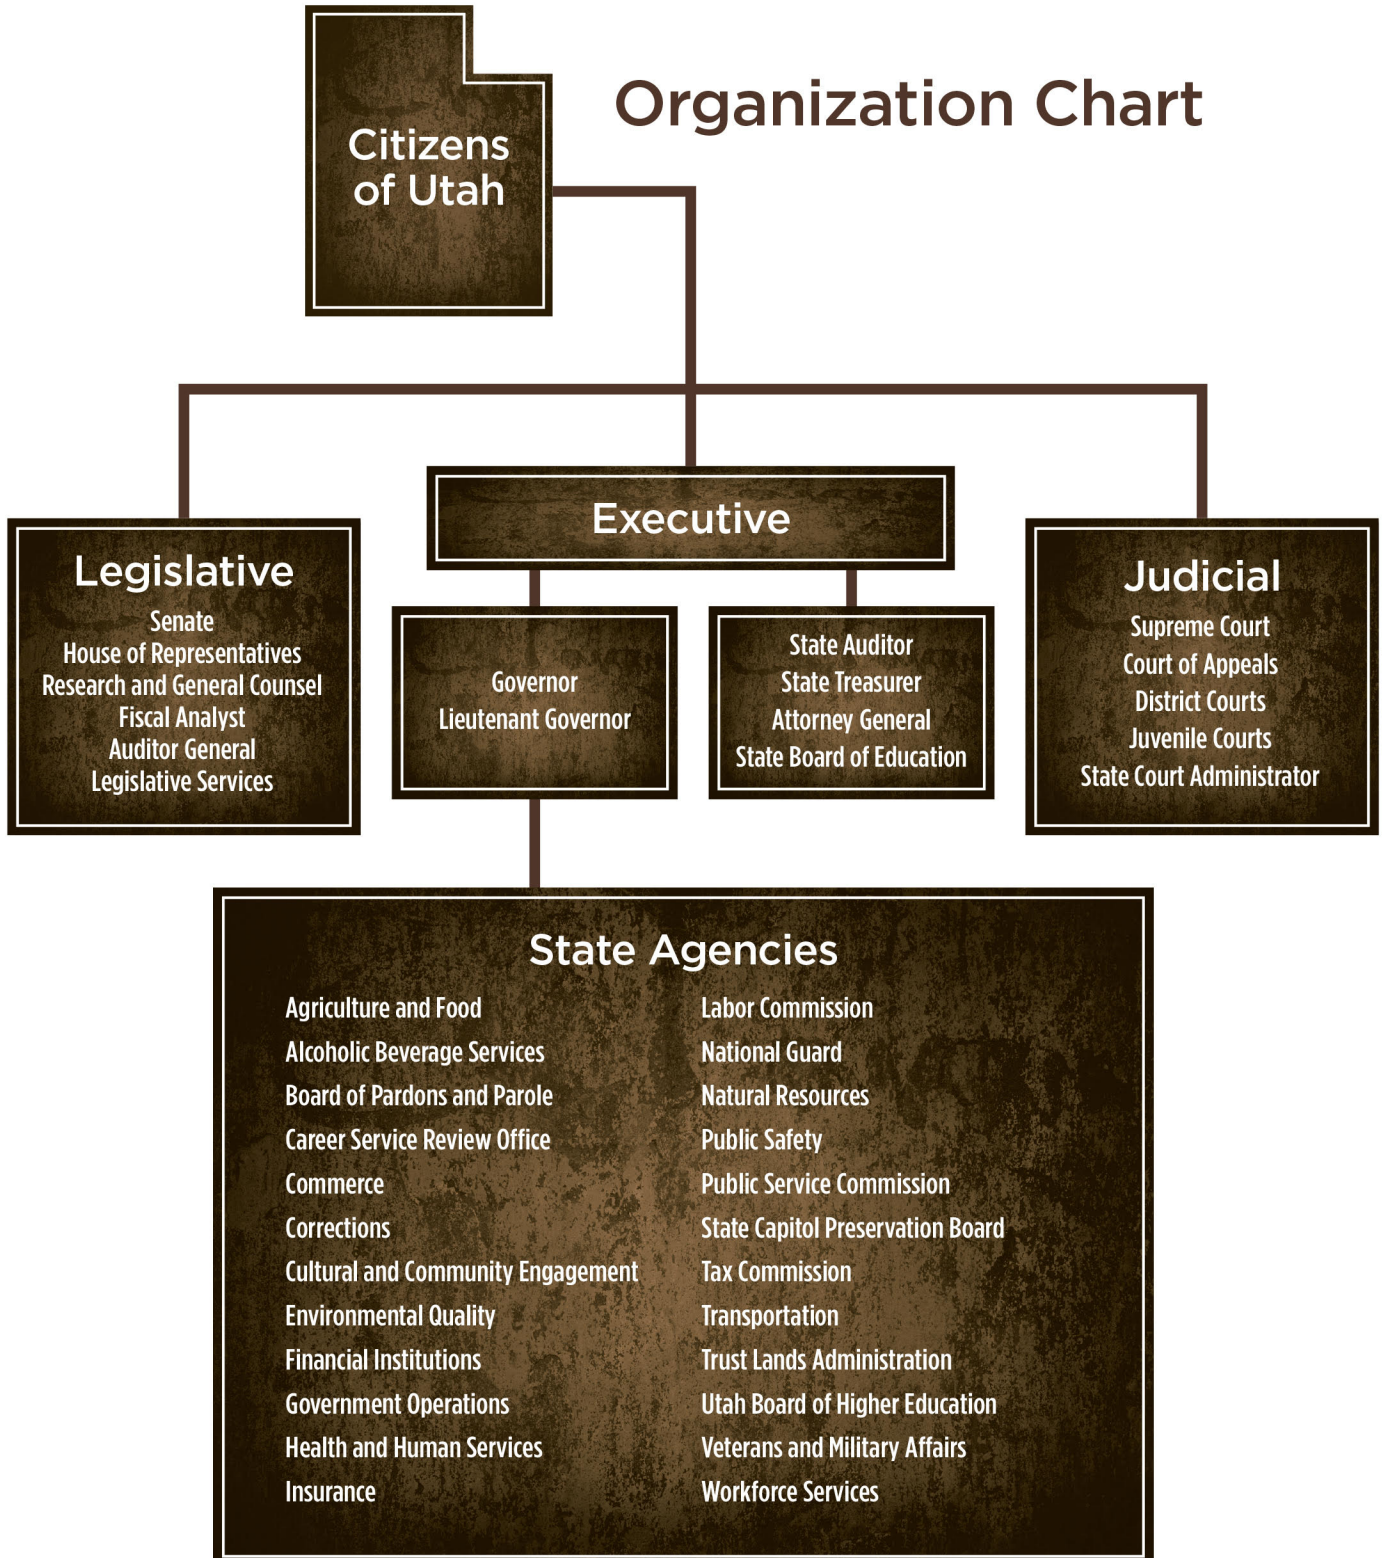 Citizens
of Utah
Organization Chart
Executive
Legislative
Senate
House of Representatives
Research and General Counsel
Fiscal Analyst
Auditor General
Legislative Services
Governor
Lieutenant Governor
State Auditor
State Treasurer
Attorney General
State Board of Education
Judicial
Supreme Court
Court of Appeals
District Courts
Juvenile Courts
State Court Administrator
State Agencies
Agriculture and Food
Alcoholic Beverage Services
Board of Pardons and Parole
Career Service Review Office
Commerce
Corrections
Cultural and Community Engagement
Environmental Quality
Financial Institutions
Government Operations
Health and Human Services
Insurance
Labor Commission
National Guard
Natural Resources
Public Safety
Public Service Commission
State Capitol Preservation Board
Tax Commission
Transportation
Trust Lands Administration
Utah Board of Higher Education
Veterans and Military Affairs
Workforce Services